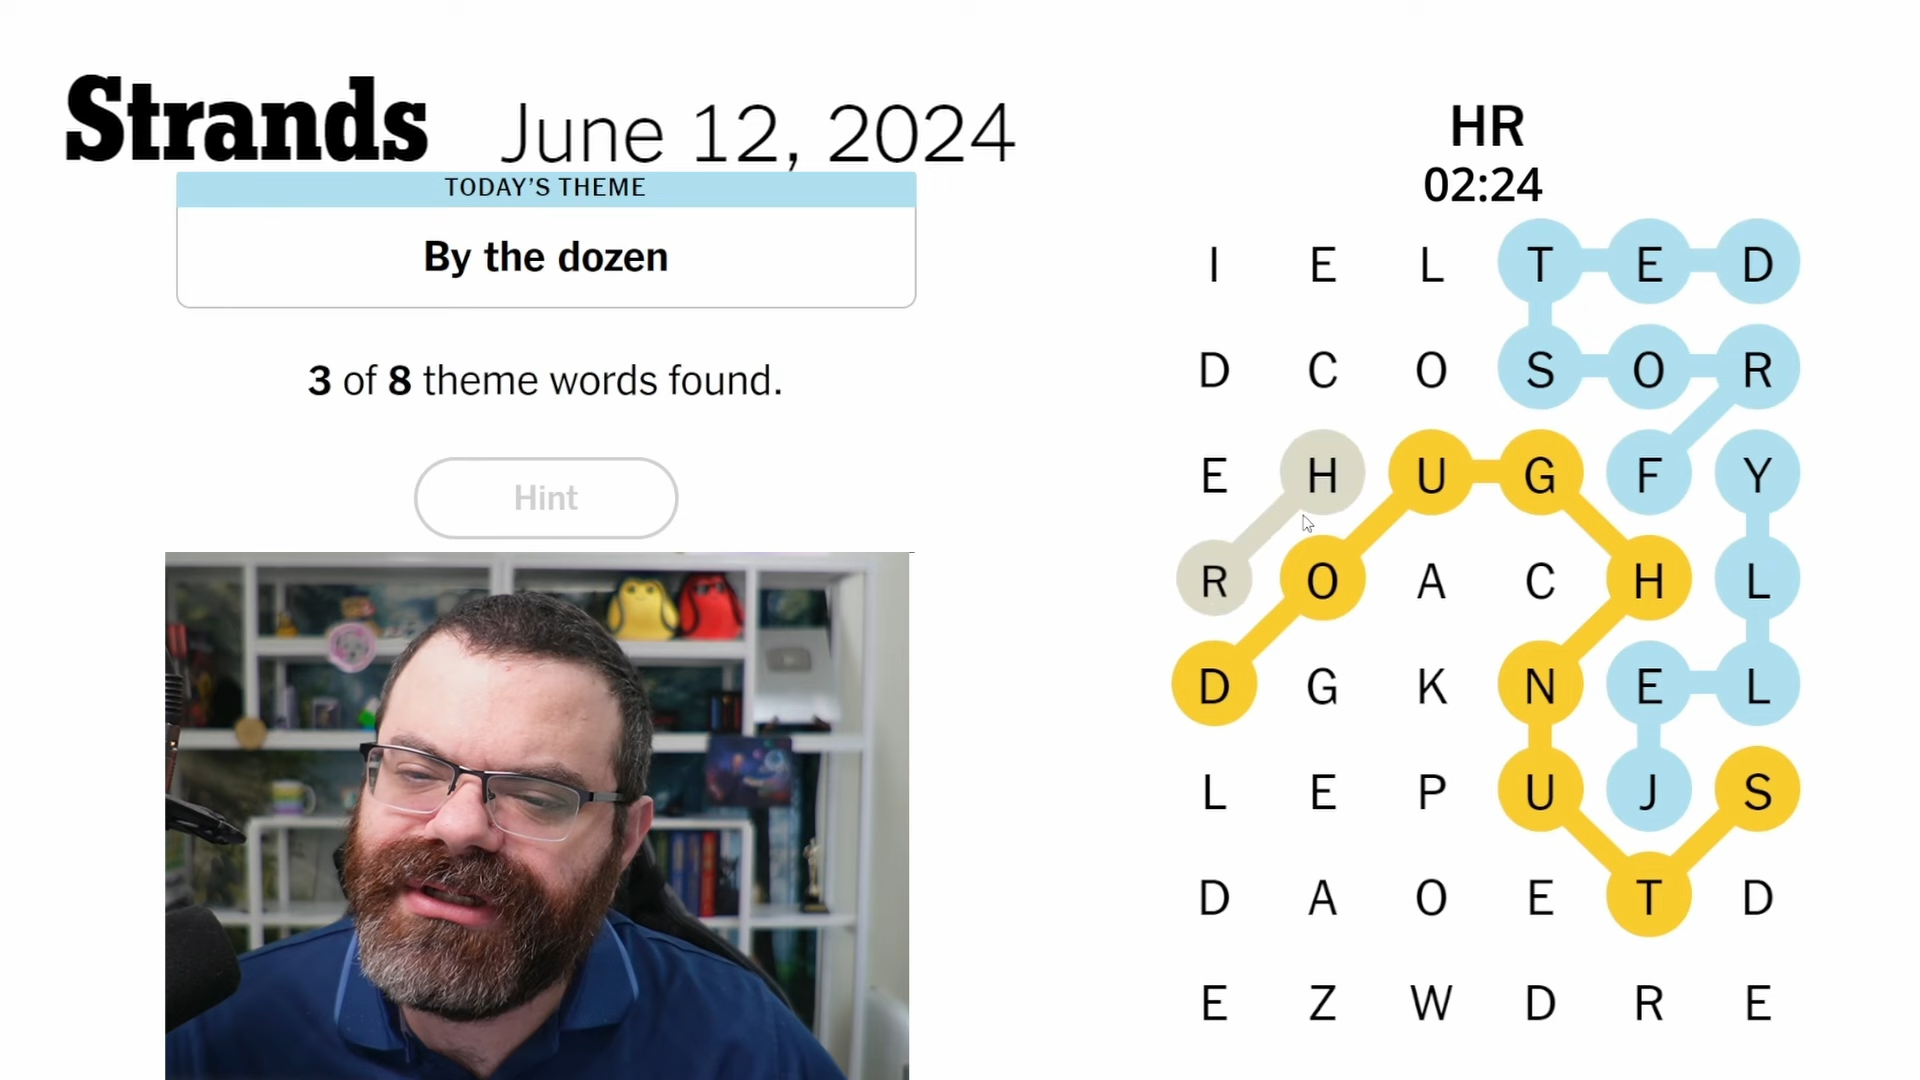 Strands June 12, 2024
TODAY'S THEME
By the dozen
3 of 8 theme words found.
Hint
HR
02:24
I E L T E D
D C O S O R
E H U G F Y
R O A C H L
D G K N E L
L E P U J S
D A O E T D
E Z W D R E